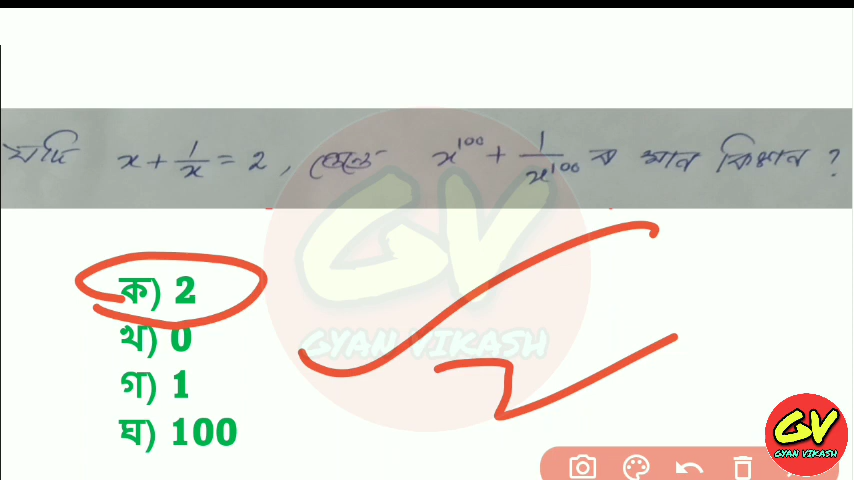 যদি x + 1/x = 2, তেন্তে x¹⁰⁰ + 1/x¹⁰⁰ ৰ মান কিমান ?
ক) 2
খ) 0
গ) 1
ঘ) 100
GV
GYAN VIKASH
GV
GYAN VIKASH